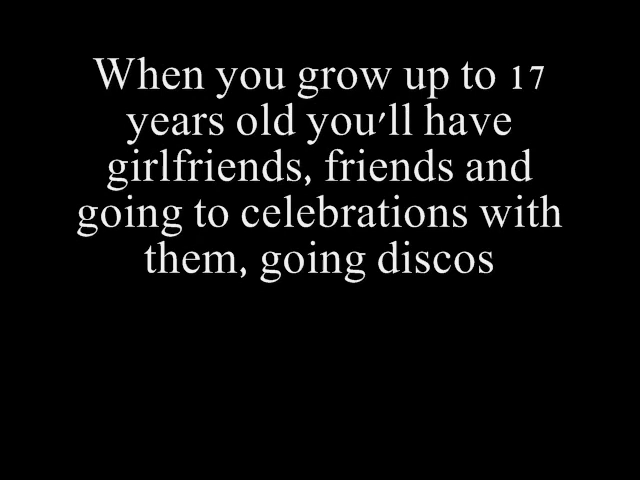 When you grow up to 17
years old you'll have
girlfriends, friends and
going to celebrations with
them, going discos